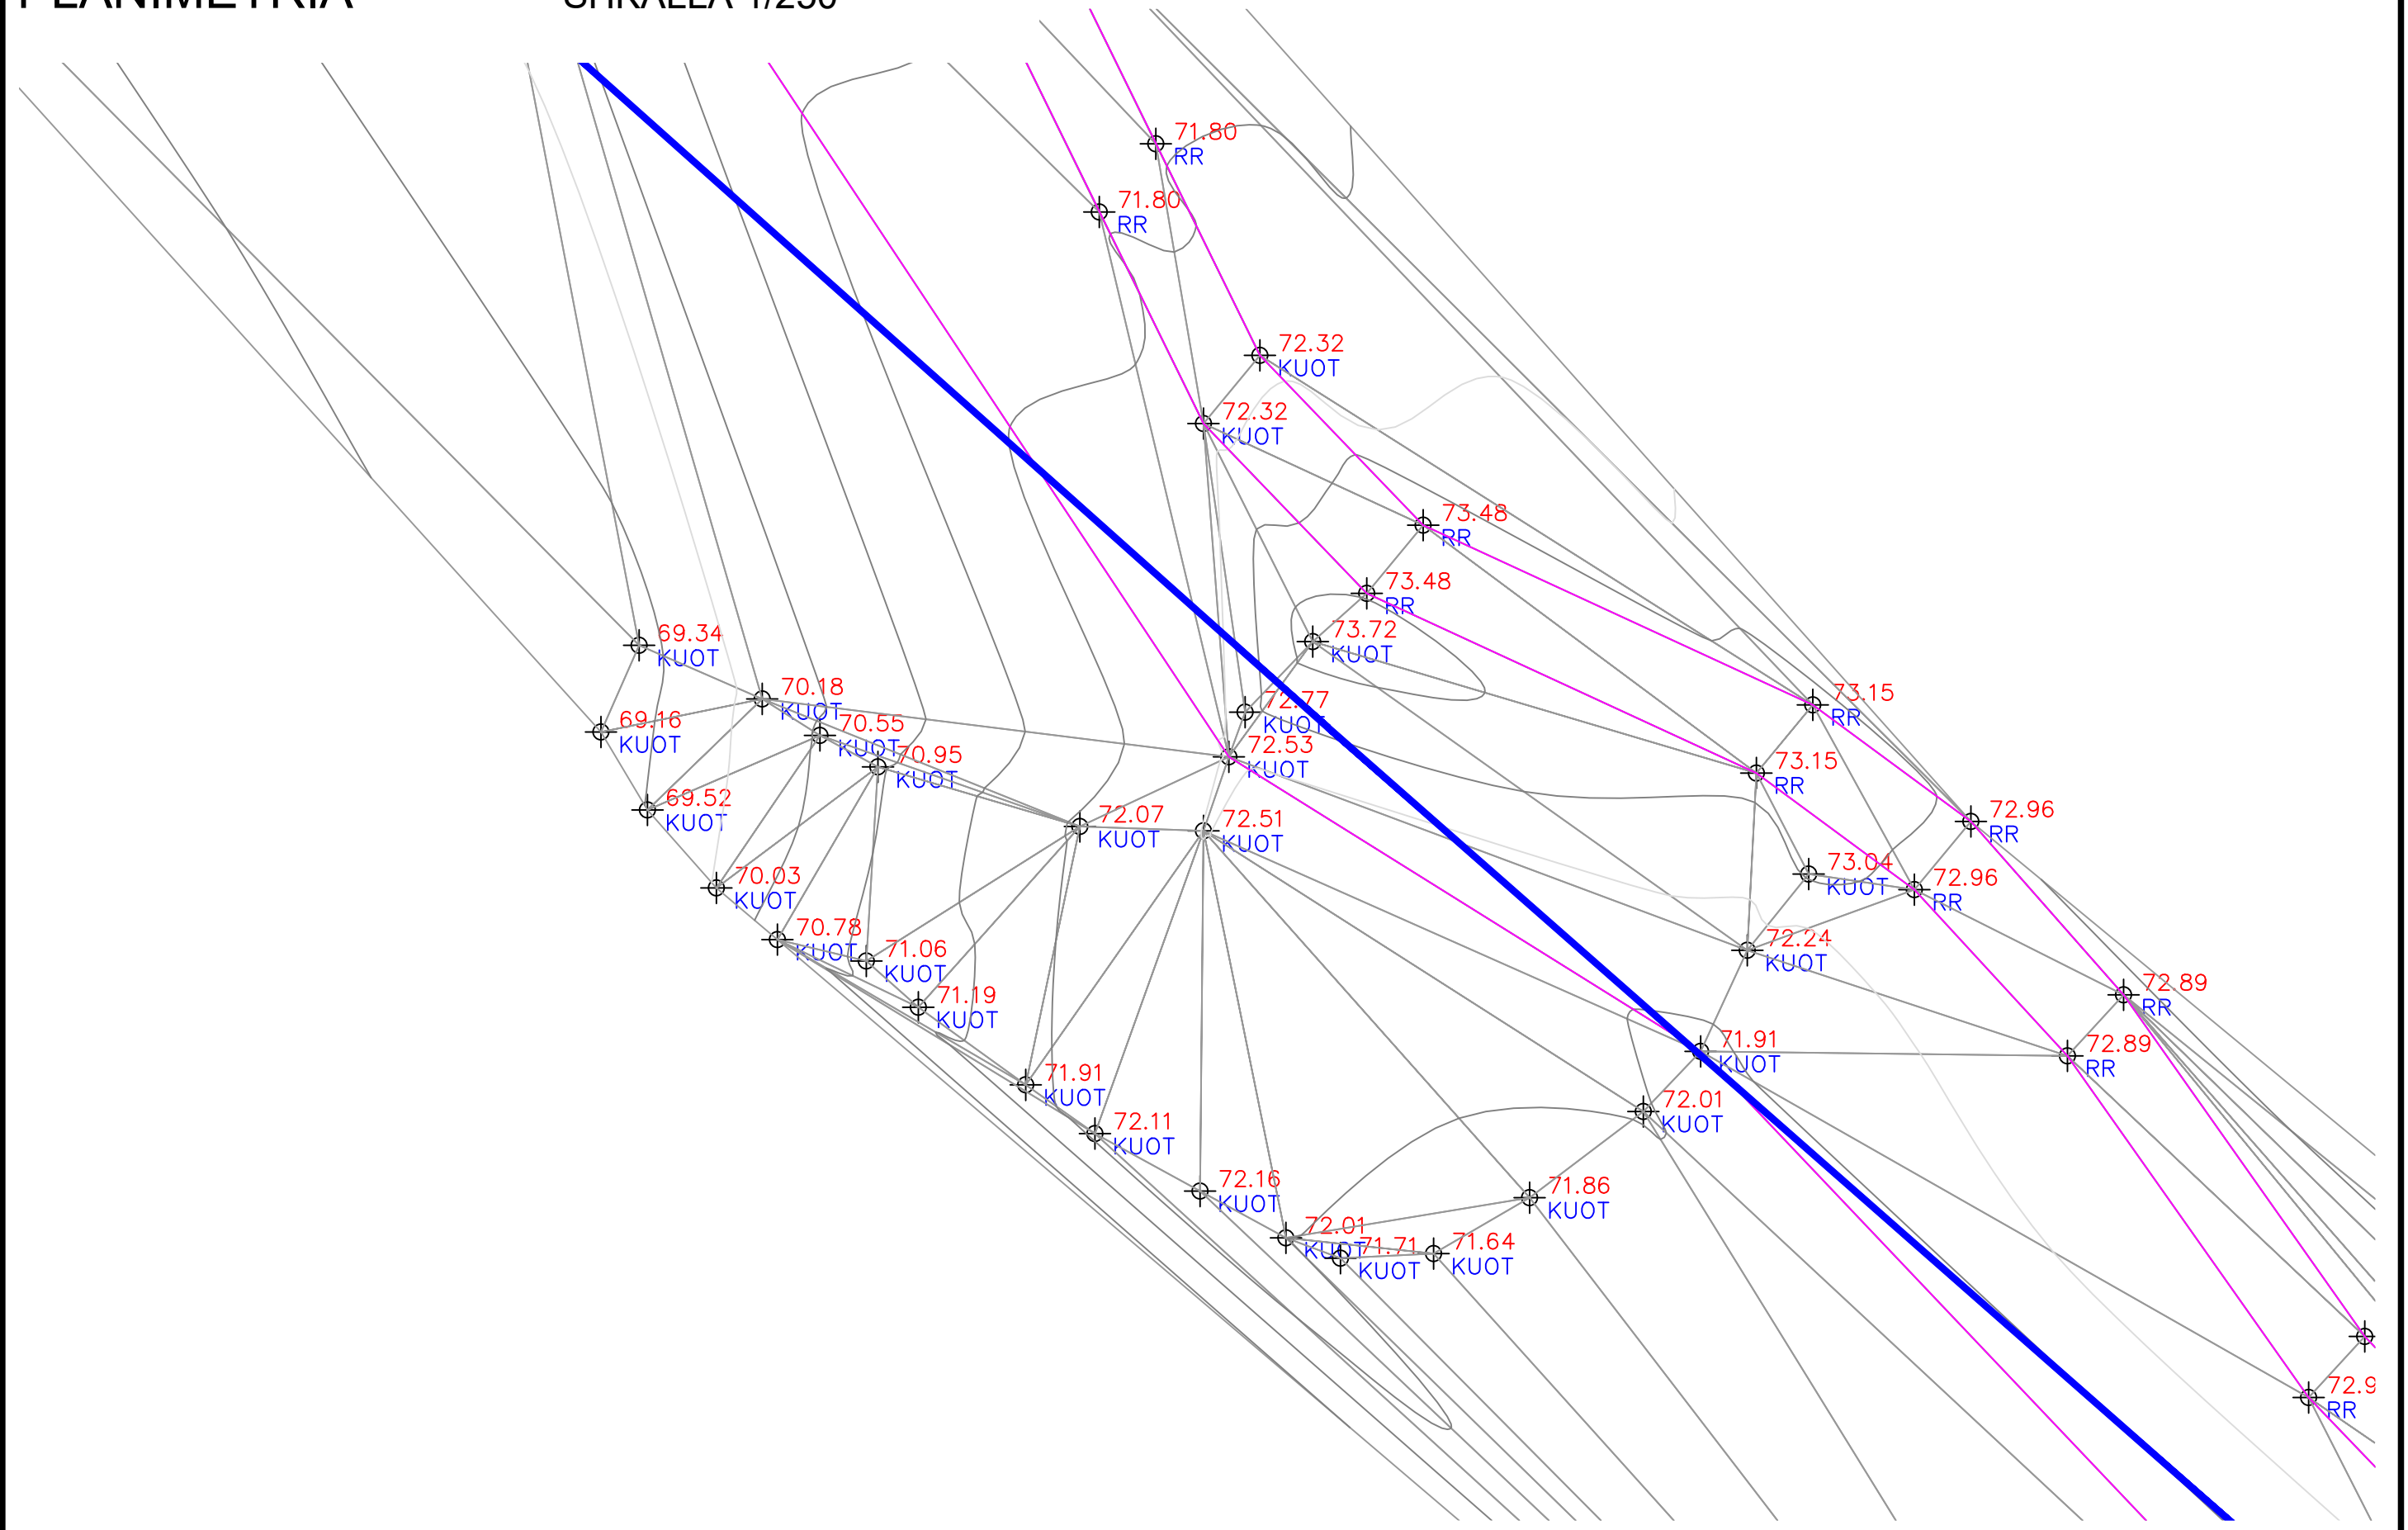 PLANIMETRIA SHKALLA 1/250
71.80
RR
71.80
RR
72.32
KUOT
72.32
KUOT
73.48
RR
73.48
RR
73.72
KUOT
69.34
KUOT
70.18
KUOT
69.16
KUOT
70.55
KUOT
70.95
KUOT
72.77
KUOT
72.53
KUOT
73.15
RR
73.15
RR
69.52
KUOT
72.07
KUOT
72.51
KUOT
72.96
RR
70.03
KUOT
73.04
KUOT
72.96
RR
70.78
KUOT
71.06
KUOT
72.24
KUOT
71.19
KUOT
72.89
RR
71.91
KUOT
72.89
RR
71.91
KUOT
72.01
KUOT
72.11
KUOT
72.16
KUOT
71.86
KUOT
72.01
KUOT
71.71
KUOT
71.64
KUOT
72.9
RR